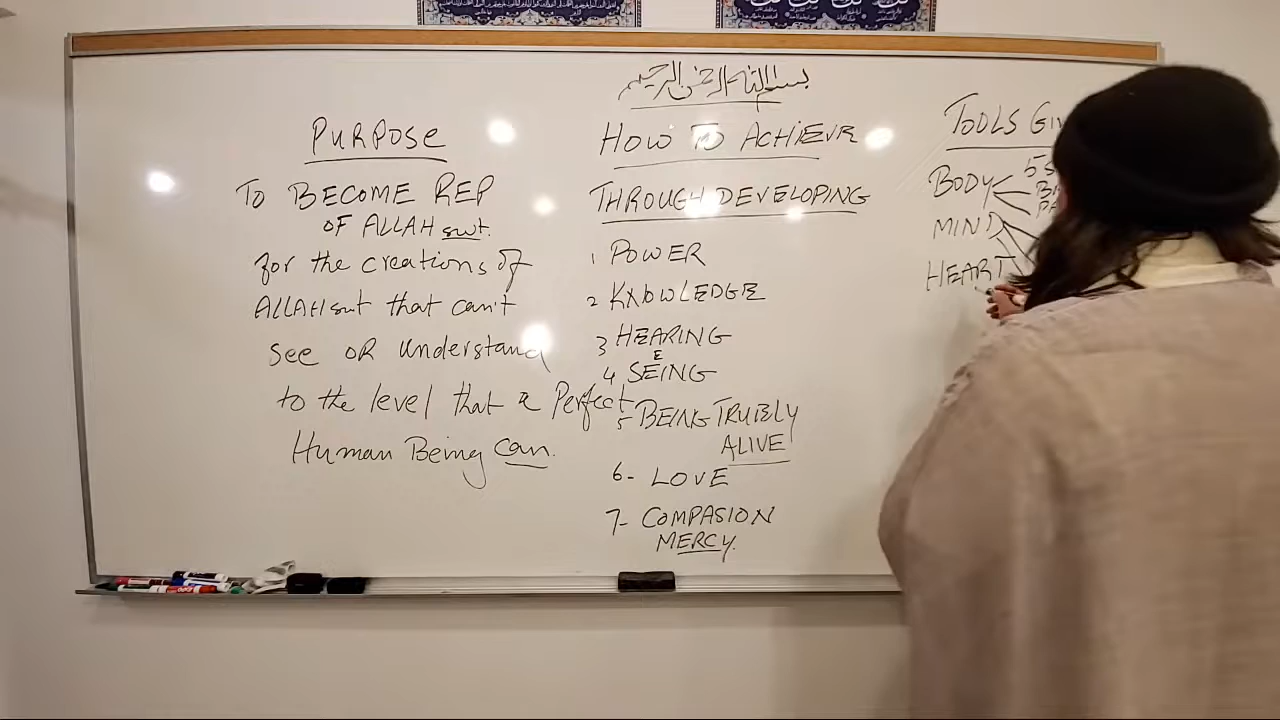 بسم الله الرحمن الرحيم
PURPOSE
TO BECOME REP
OF ALLAH swt.
for the creations of
ALLAH swt that can't
see OR understand
to the level that a Perfect
Human Being can.
HOW TO ACHIEVE
THROUGH DEVELOPING
1 POWER
2 KNOWLEDGE
3 HEARING
E
4 SEING
5 BEING TRUELY
ALIVE
6- LOVE
7- COMPASION
MERCY.
TOOLS
BODY
MIND
HEART